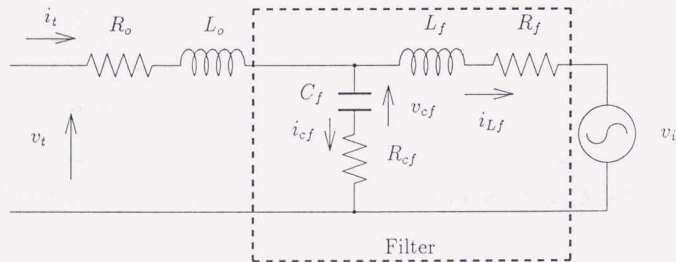 i_t
R_o
L_o
L_f
R_f
C_f
v_cf
i_Lf
i_cf
R_cf
v_t
v_i
Filter